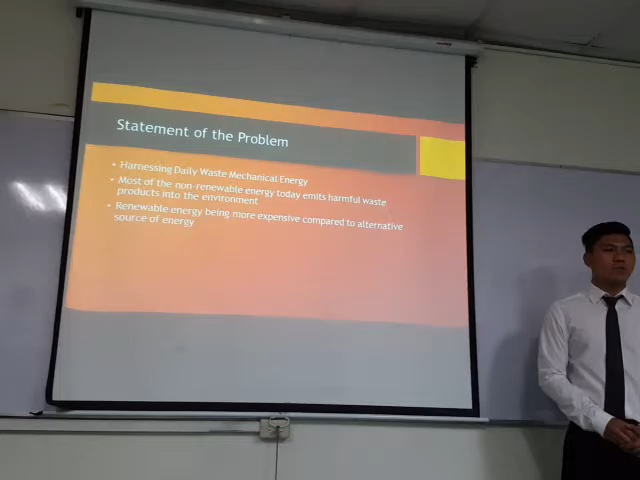 Statement of the Problem
• Harnessing Daily Waste Mechanical Energy
• Most of the non-renewable energy today emits harmful waste
products into the environment
• Renewable energy being more expensive compared to alternative
source of energy